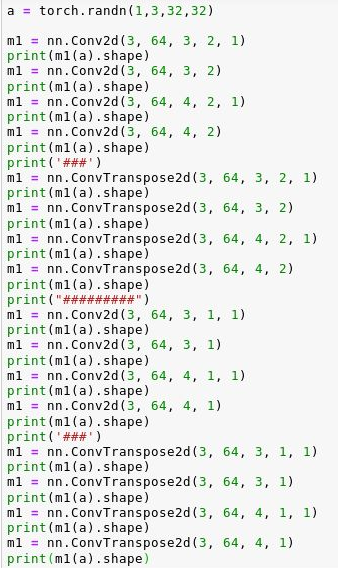 a = torch.randn(1,3,32,32)
m1 = nn.Conv2d(3, 64, 3, 2, 1)
print(m1(a).shape)
m1 = nn.Conv2d(3, 64, 3, 2)
print(m1(a).shape)
m1 = nn.Conv2d(3, 64, 4, 2, 1)
print(m1(a).shape)
m1 = nn.Conv2d(3, 64, 4, 2)
print(m1(a).shape)
print('###')
m1 = nn.ConvTranspose2d(3, 64, 3, 2, 1)
print(m1(a).shape)
m1 = nn.ConvTranspose2d(3, 64, 3, 2)
print(m1(a).shape)
m1 = nn.ConvTranspose2d(3, 64, 4, 2, 1)
print(m1(a).shape)
m1 = nn.ConvTranspose2d(3, 64, 4, 2)
print(m1(a).shape)
print("#########")
m1 = nn.Conv2d(3, 64, 3, 1, 1)
print(m1(a).shape)
m1 = nn.Conv2d(3, 64, 3, 1)
print(m1(a).shape)
m1 = nn.Conv2d(3, 64, 4, 1, 1)
print(m1(a).shape)
m1 = nn.Conv2d(3, 64, 4, 1)
print(m1(a).shape)
print('###')
m1 = nn.ConvTranspose2d(3, 64, 3, 1, 1)
print(m1(a).shape)
m1 = nn.ConvTranspose2d(3, 64, 3, 1)
print(m1(a).shape)
m1 = nn.ConvTranspose2d(3, 64, 4, 1, 1)
print(m1(a).shape)
m1 = nn.ConvTranspose2d(3, 64, 4, 1)
print(m1(a).shape)